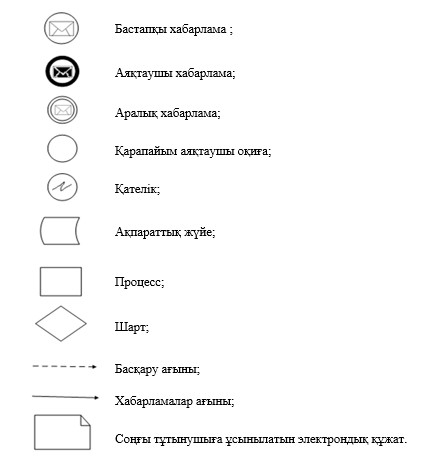 Бастапқы хабарлама ;
Аяқтаушы хабарлама;
Аралық хабарлама;
Қарапайым аяқтаушы оқиға;
Қателік;
Ақпараттық жүйе;
Процесс;
Шарт;
Басқару ағыны;
Хабарламалар ағыны;
Соңғы тұтынушыға ұсынылатын электрондық құжат.